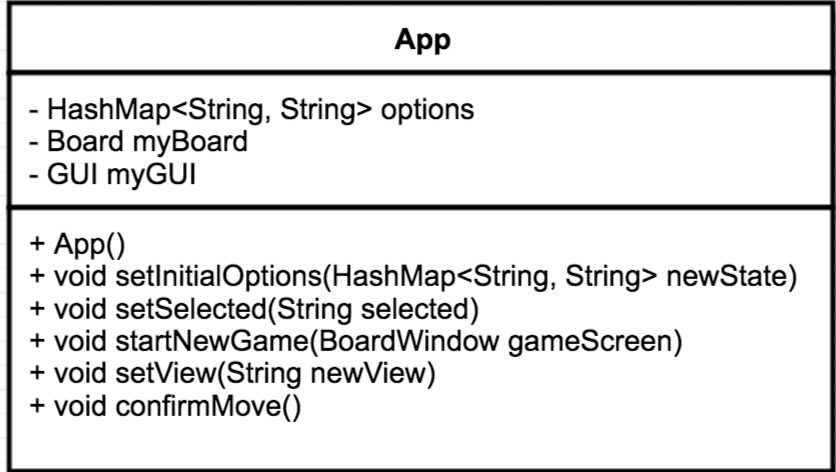 App
- HashMap<String, String> options
- Board myBoard
- GUI myGUI
+ App()
+ void setInitialOptions(HashMap<String, String> newState)
+ void setSelected(String selected)
+ void startNewGame(BoardWindow gameScreen)
+ void setView(String newView)
+ void confirmMove()